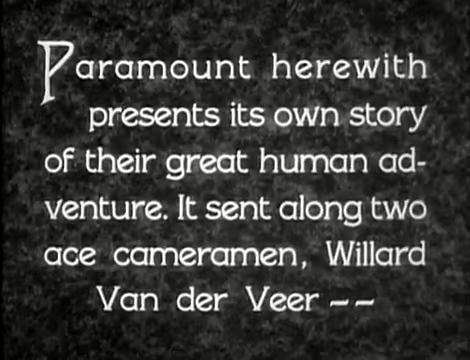 Paramount herewith
presents its own story
of their great human ad-
venture. It sent along two
ace cameramen, Willard
Van der Veer --